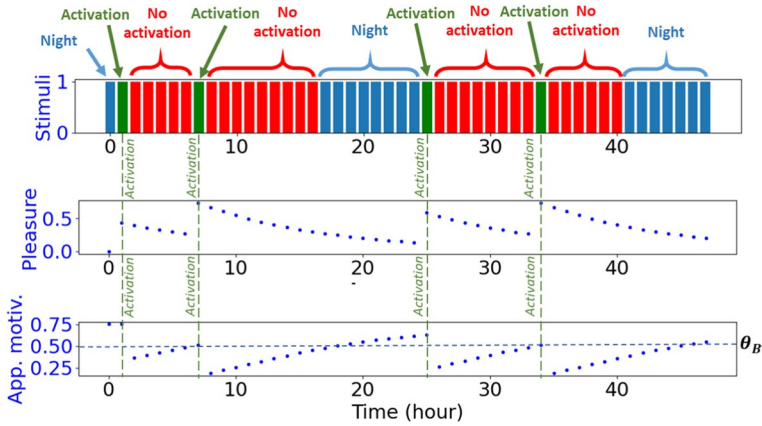 Activation
No
activation
Activation
No
activation
Activation
No
activation
Activation
No
activation
Night
Night
Night
Stimuli
1
0
0
10
20
30
40
Activation
Activation
Activation
Activation
Pleasure
0.5
0.0
0
10
20
30
40
Activation
Activation
Activation
Activation
App. motiv.
0.75
0.50
0.25
θB
0
10
20
30
40
Time (hour)